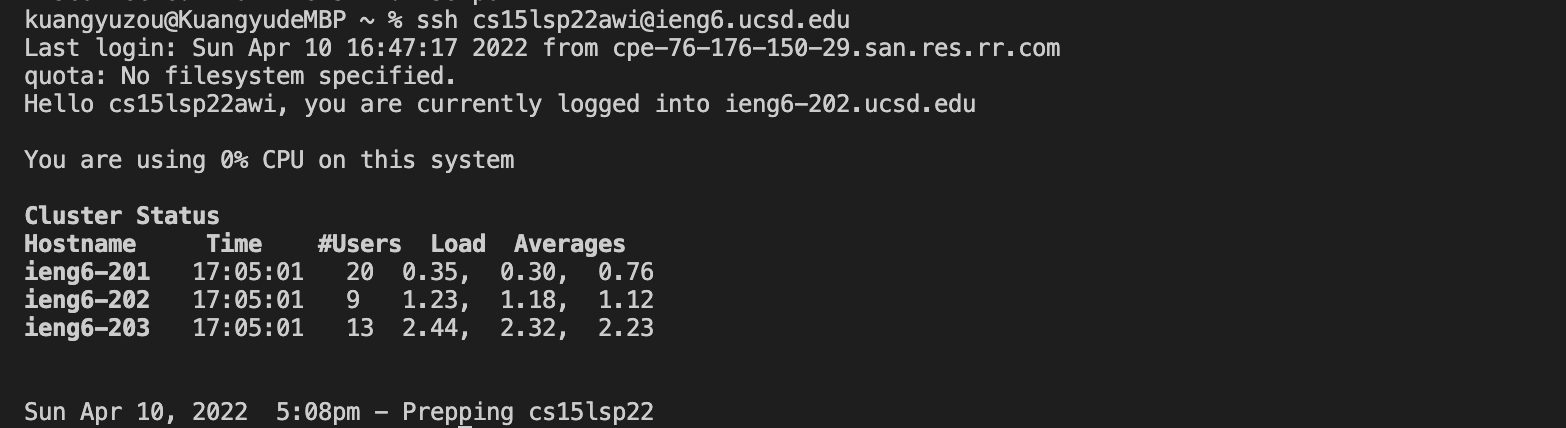 kuangyuzou@KuangyudeMBP ~ % ssh cs15lsp22awi@ieng6.ucsd.edu
Last login: Sun Apr 10 16:47:17 2022 from cpe-76-176-150-29.san.res.rr.com
quota: No filesystem specified.
Hello cs15lsp22awi, you are currently logged into ieng6-202.ucsd.edu
You are using 0% CPU on this system
Cluster Status
Hostname     Time    #Users  Load  Averages
ieng6-201   17:05:01   20  0.35,  0.30,  0.76
ieng6-202   17:05:01   9   1.23,  1.18,  1.12
ieng6-203   17:05:01   13  2.44,  2.32,  2.23
Sun Apr 10, 2022  5:08pm - Prepping cs15lsp22